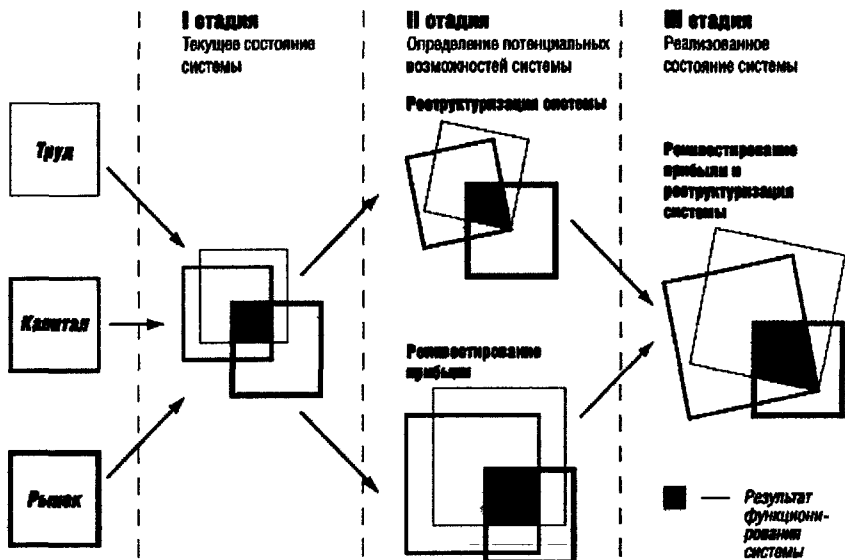 I стадия
Текущее состояние
системы
II стадия
Определение потенциальных
возможностей системы
III стадия
Реализованное
состояние системы
Труд
Капитал
Рынок
Реструктуризация системы
Реинвестирование
прибыли
Реинвестирование
прибыли и
реструктуризация
системы
— Результат
функциони-
рования
системы